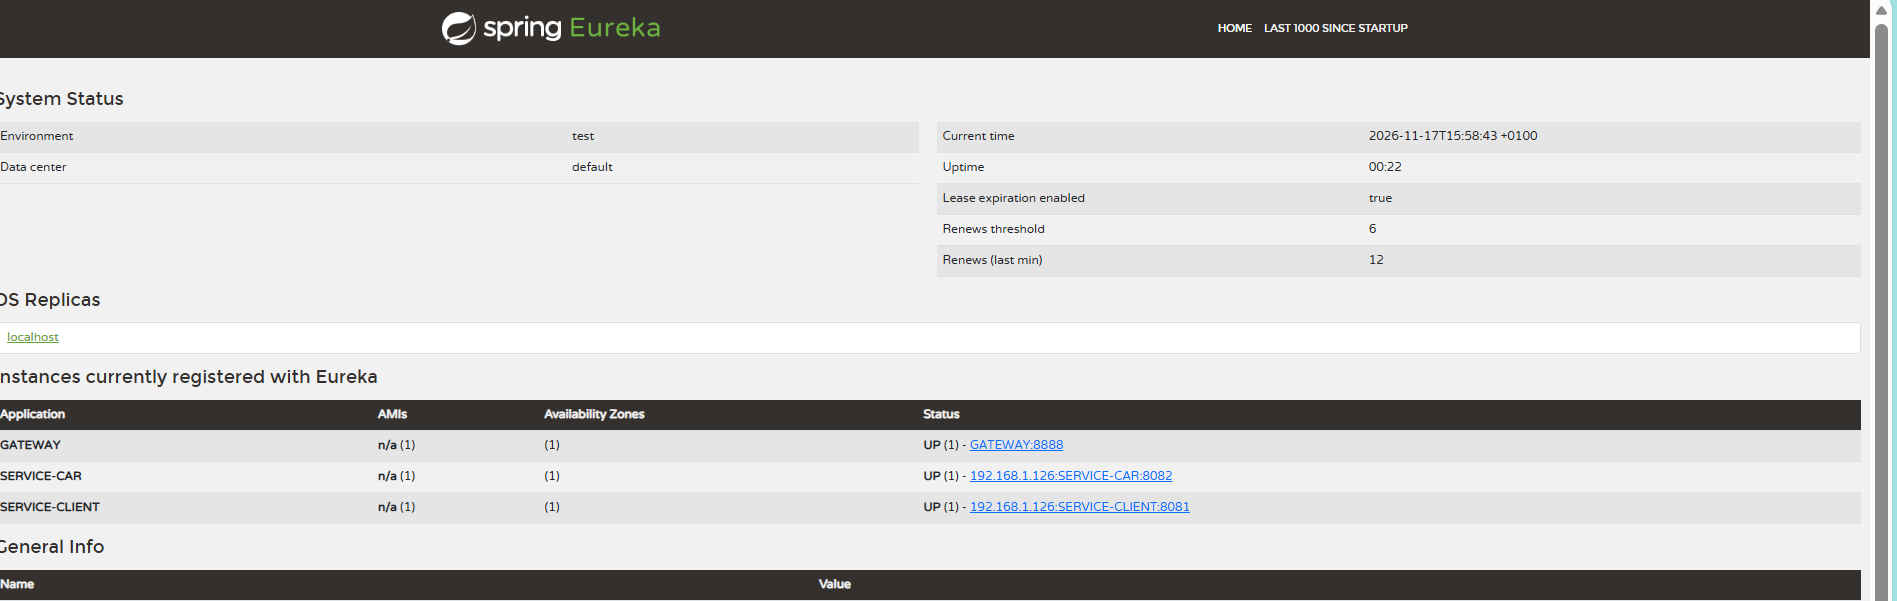 spring Eureka
HOME LAST 1000 SINCE STARTUP
System Status
Environment test
Data center default
Current time 2026-11-17T15:58:43 +0100
Uptime 00:22
Lease expiration enabled true
Renews threshold 6
Renews (last min) 12
DS Replicas
localhost
nstances currently registered with Eureka
Application AMIs Availability Zones Status
GATEWAY n/a (1) (1) UP (1) - GATEWAY:8888
SERVICE-CAR n/a (1) (1) UP (1) - 192.168.1.126:SERVICE-CAR:8082
SERVICE-CLIENT n/a (1) (1) UP (1) - 192.168.1.126:SERVICE-CLIENT:8081
General Info
Name Value